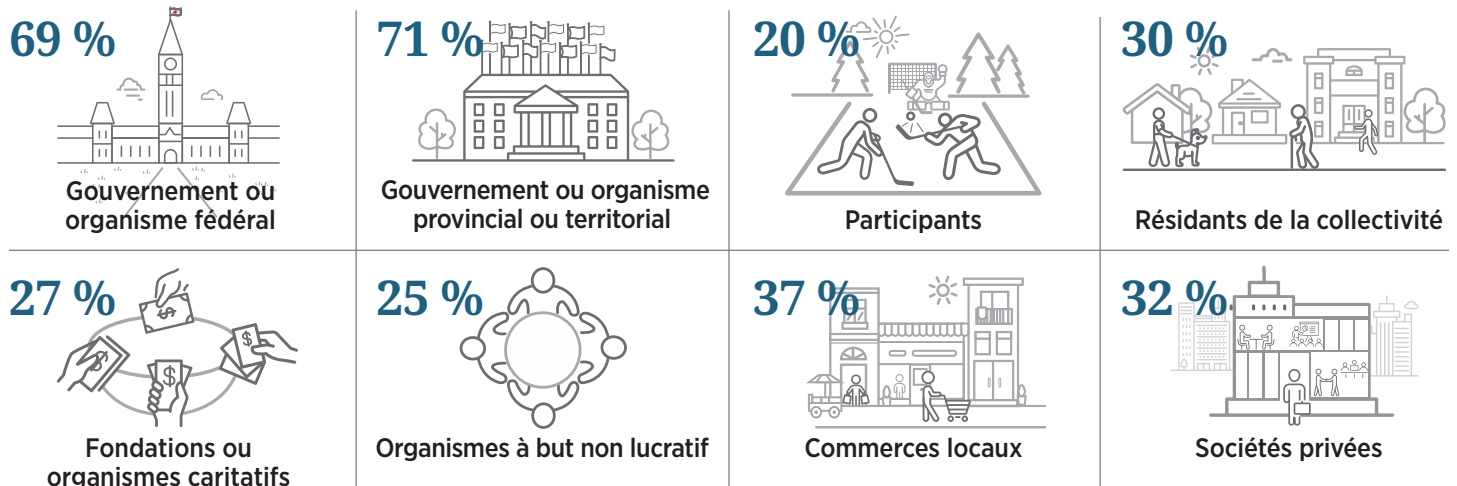 69 %
Gouvernement ou
organisme fédéral
71 %
Gouvernement ou organisme
provincial ou territorial
20 %
Participants
30 %
Résidants de la collectivité
27 %
$
$
$
$
Fondations ou
organismes caritatifs
25 %
Organismes à but non lucratif
37 %
Commerces locaux
32 %
Sociétés privées